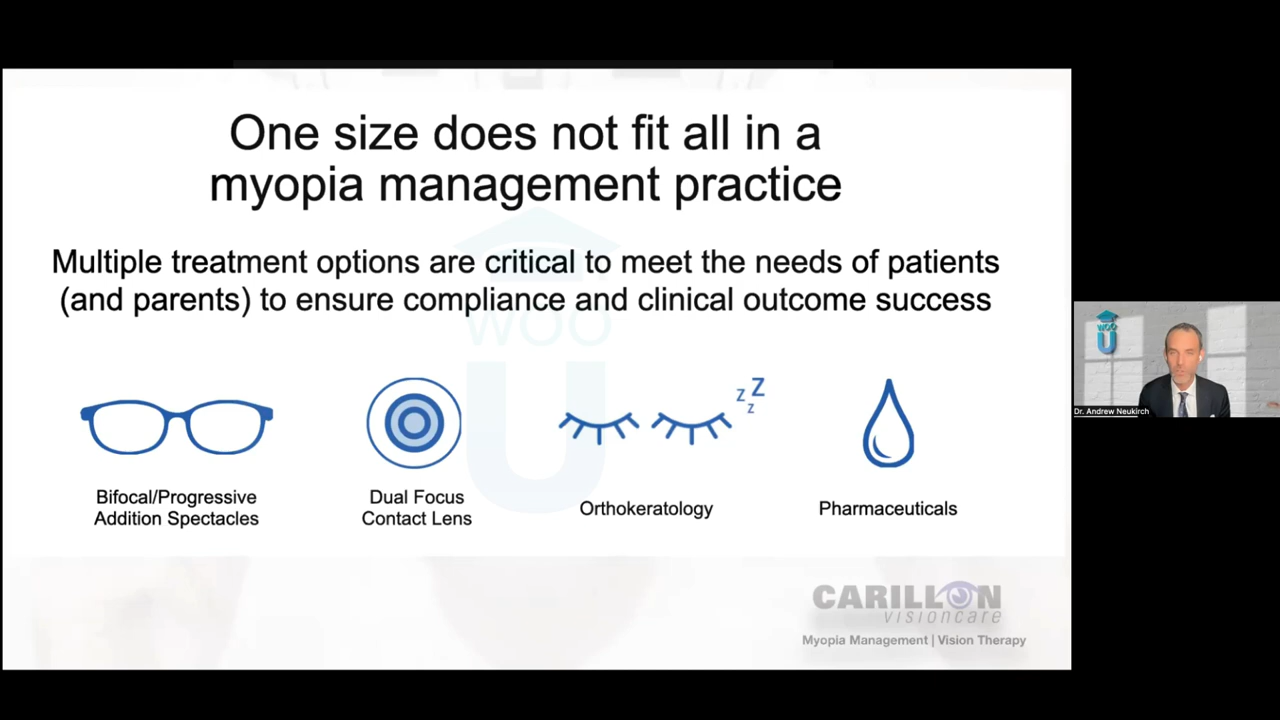 One size does not fit all in a
myopia management practice
Multiple treatment options are critical to meet the needs of patients
(and parents) to ensure compliance and clinical outcome success
WOO
U
z z
z
Bifocal/Progressive
Addition Spectacles
Dual Focus
Contact Lens
Orthokeratology
Pharmaceuticals
CARILLON
visioncare
Myopia Management | Vision Therapy
WOO
U
Dr. Andrew Neukirch